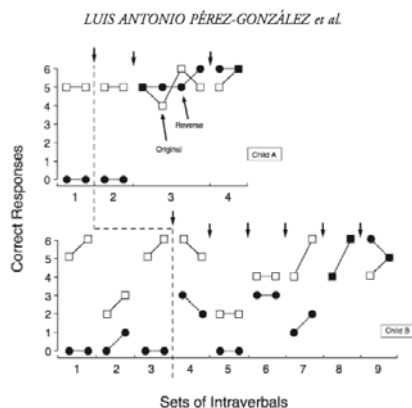 LUIS ANTONIO PÉREZ-GONZÁLEZ et al.
6
5
4
3
2
1
0
Reverse
Original
Child A
1 2 3 4
Correct Responses
6
5
4
3
2
1
0
Child B
1 2 3 4 5 6 7 8 9
Sets of Intraverbals